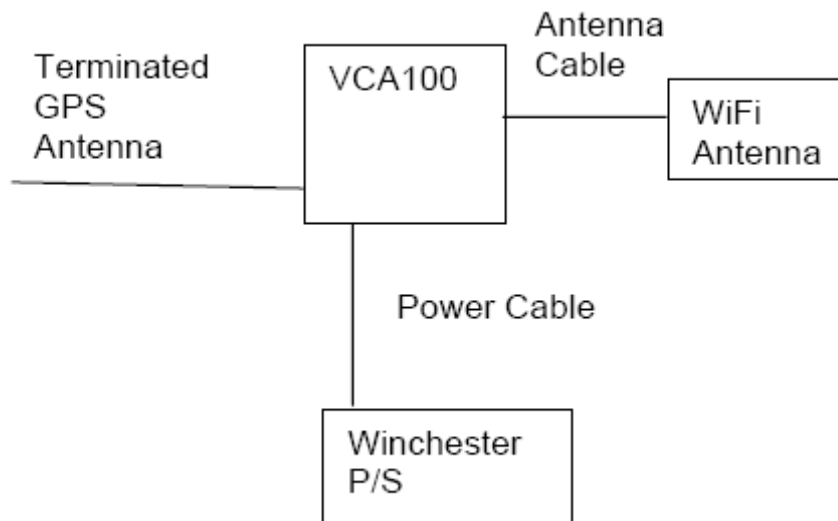 Terminated
GPS
Antenna
VCA100
Antenna
Cable
WiFi
Antenna
Power Cable
Winchester
P/S